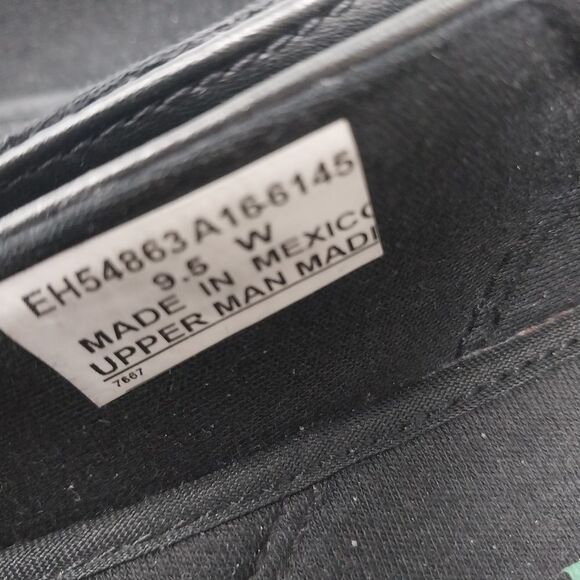 EH54863 A16-6145
9.5 W
MADE IN MEXICO
UPPER MAN MADE
7667